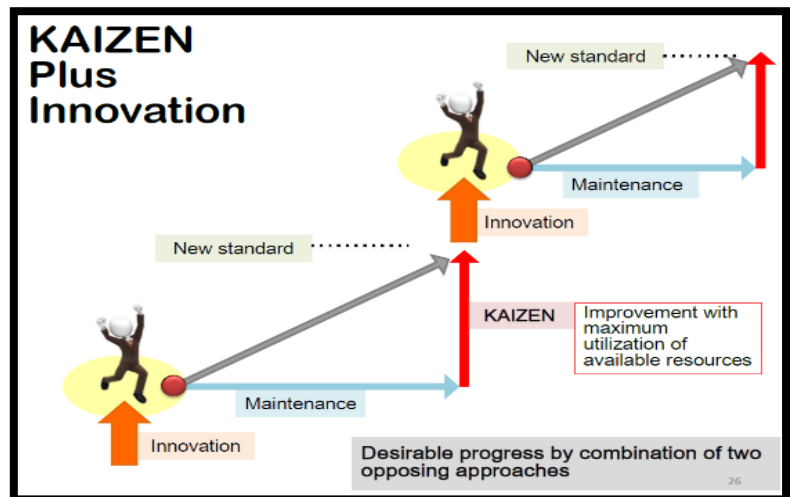 KAIZEN
Plus
Innovation
New standard
Maintenance
Innovation
New standard
KAIZEN
Improvement with
maximum
utilization of
available resources
Maintenance
Innovation
Desirable progress by combination of two
opposing approaches
26